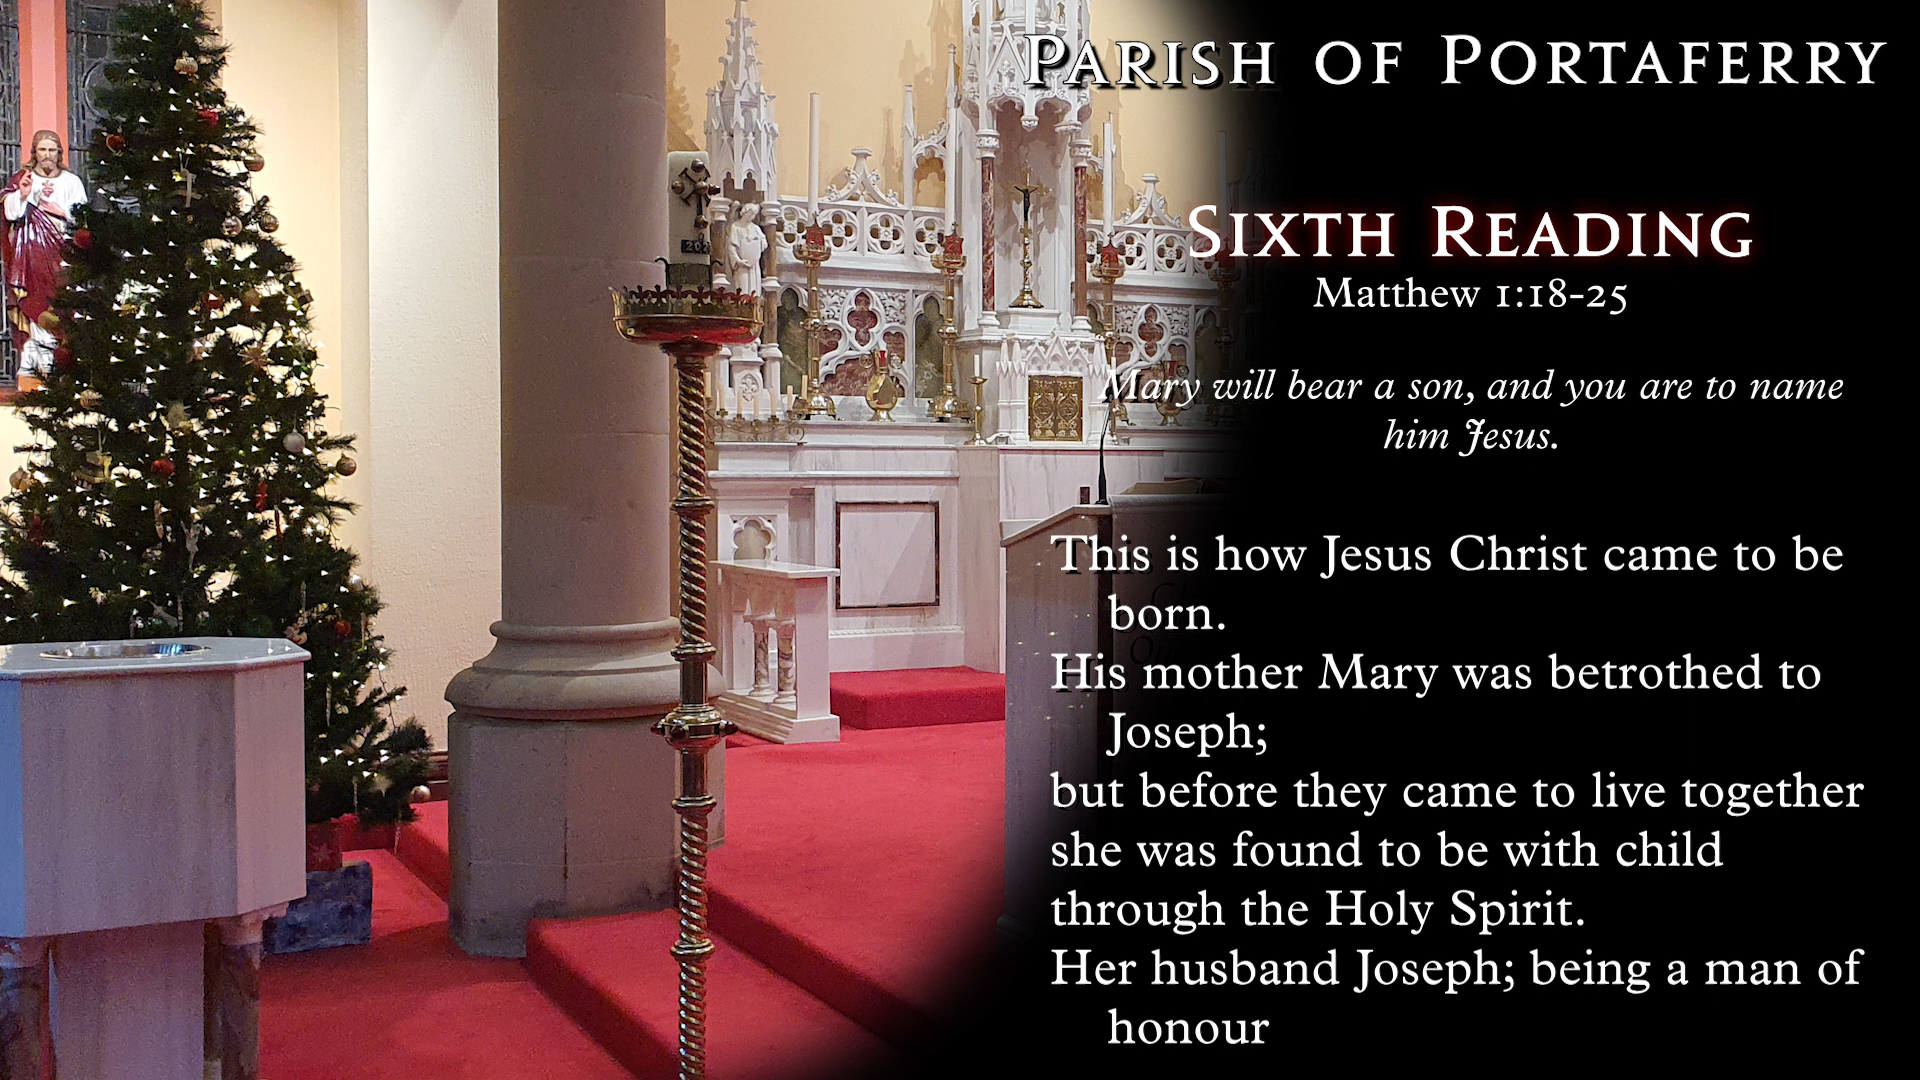 PARISH OF PORTAFERRY
SIXTH READING
Matthew 1:18-25
Mary will bear a son, and you are to name
him Jesus.
This is how Jesus Christ came to be
born.
His mother Mary was betrothed to
Joseph;
but before they came to live together
she was found to be with child
through the Holy Spirit.
Her husband Joseph; being a man of
honour